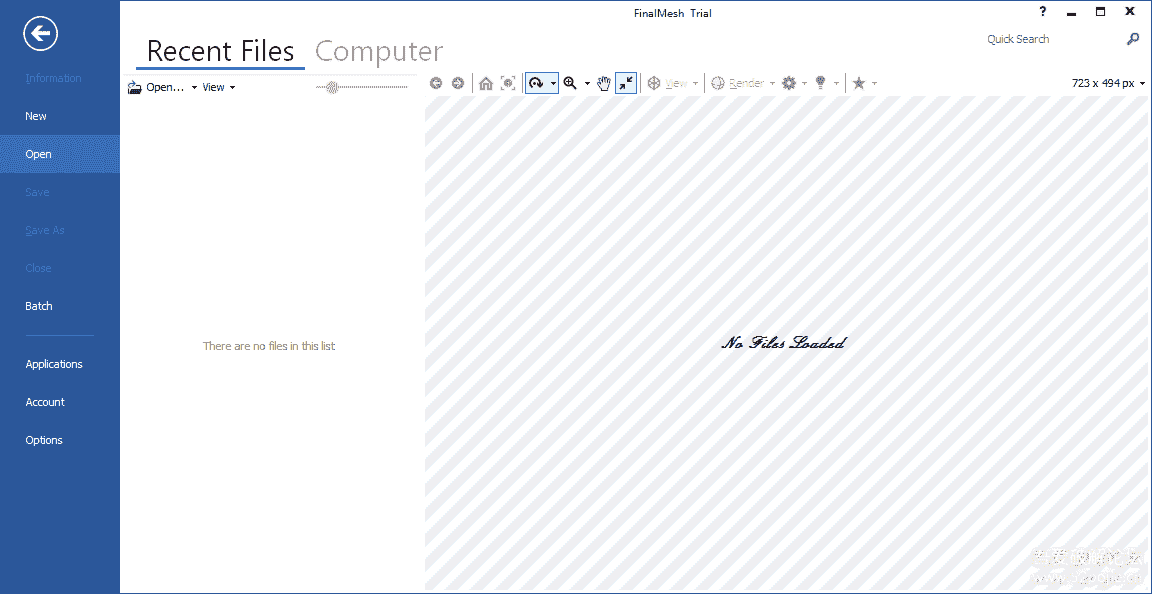 FinalMesh Trial
?
Recent Files Computer
Quick Search
Information
Open... View
View Render 723 x 494 px
New
Open
Save
Save As
Close
Batch
There are no files in this list
No Files Loaded
Applications
Account
Options